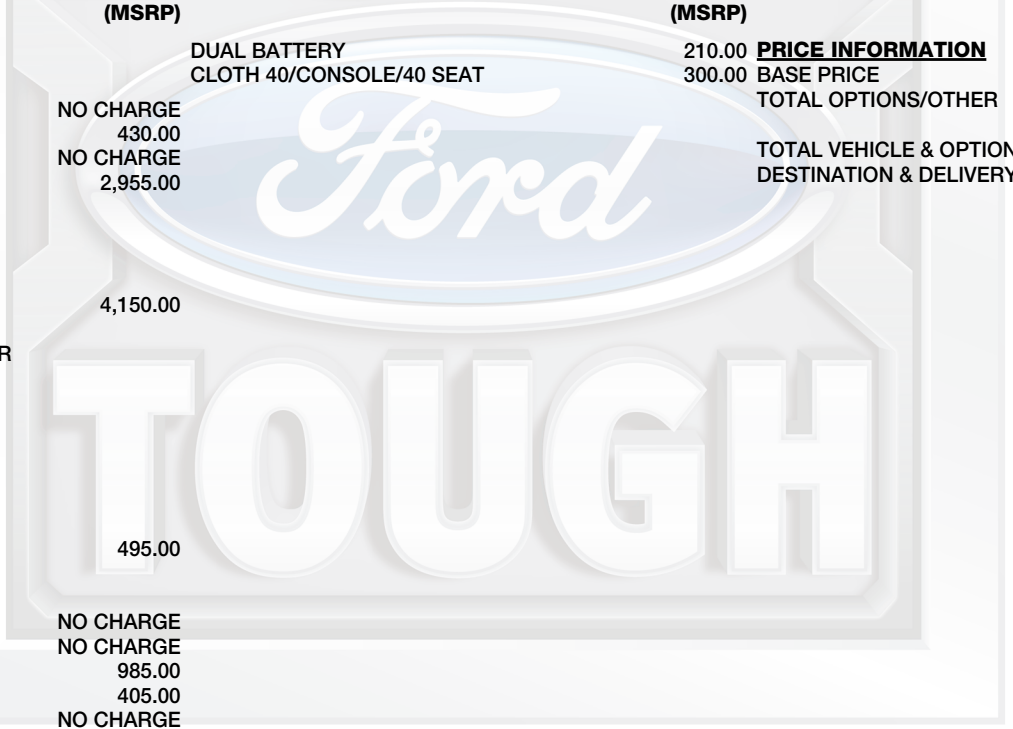 (MSRP) (MSRP)
DUAL BATTERY 210.00 PRICE INFORMATION
CLOTH 40/CONSOLE/40 SEAT 300.00 BASE PRICE
NO CHARGE TOTAL OPTIONS/OTHER
430.00
NO CHARGE TOTAL VEHICLE & OPTION
2,955.00 DESTINATION & DELIVERY
Ford
4,150.00
R
TOUGH
495.00
NO CHARGE
NO CHARGE
985.00
405.00
NO CHARGE